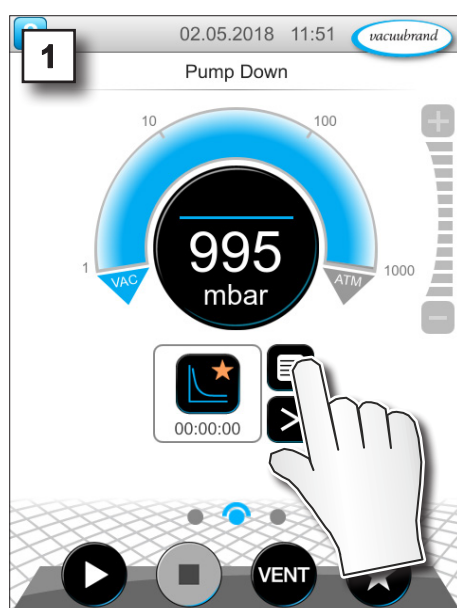 1
02.05.2018 11:51
vacuubrand
Pump Down
10
100
1
VAC
ATM
1000
995
mbar
00:00:00
VENT